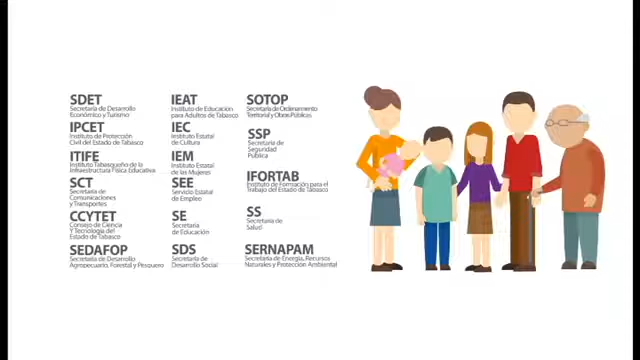 SDET
Secretaría de Desarrollo
Económico y Turismo
IPCET
Instituto de Protección
Civil del Estado de Tabasco
ITIFE
Instituto Tabasqueño de la
Infraestructura Física Educativa
SCT
Secretaría de
Comunicaciones
y Transportes
CCYTET
Consejo de Ciencia
Y Tecnología del
Estado de Tabasco
SEDAFOP
Secretaría de Desarrollo
Agropecuario, Forestal y Pesquero
IEAT
Instituto de Educación
para Adultos de Tabasco
IEC
Instituto Estatal
de Cultura
IEM
Instituto Estatal
de las Mujeres
SEE
Servicio Estatal
de Empleo
SE
Secretaría
de Educación
SDS
Secretaría de
Desarrollo Social
SOTOP
Secretaría de Ordenamiento
Territorial y Obras Públicas
SSP
Secretaría de
Seguridad
Pública
IFORTAB
Instituto de Formación para el
Trabajo del Estado de Tabasco
SS
Secretaría de
Salud
SERNAPAM
Secretaría de Energía, Recursos
Naturales y Protección Ambiental